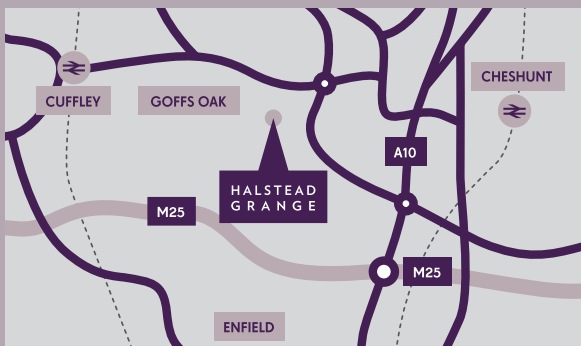 CHESHUNT
CUFFLEY
GOFFS OAK
A10
HALSTEAD
GRANGE
M25
M25
ENFIELD